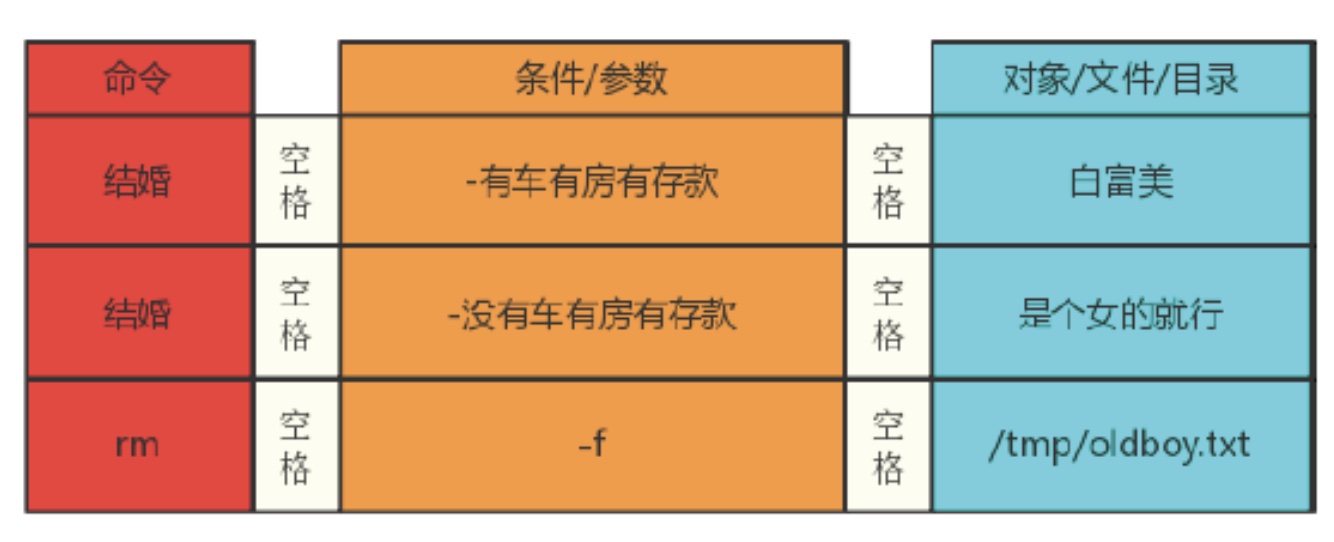 命令 条件/参数 对象/文件/目录
结婚 空格 -有车有房有存款 空格 白富美
结婚 空格 -没有车有房有存款 空格 是个女的就行
rm 空格 -f 空格 /tmp/oldboy.txt